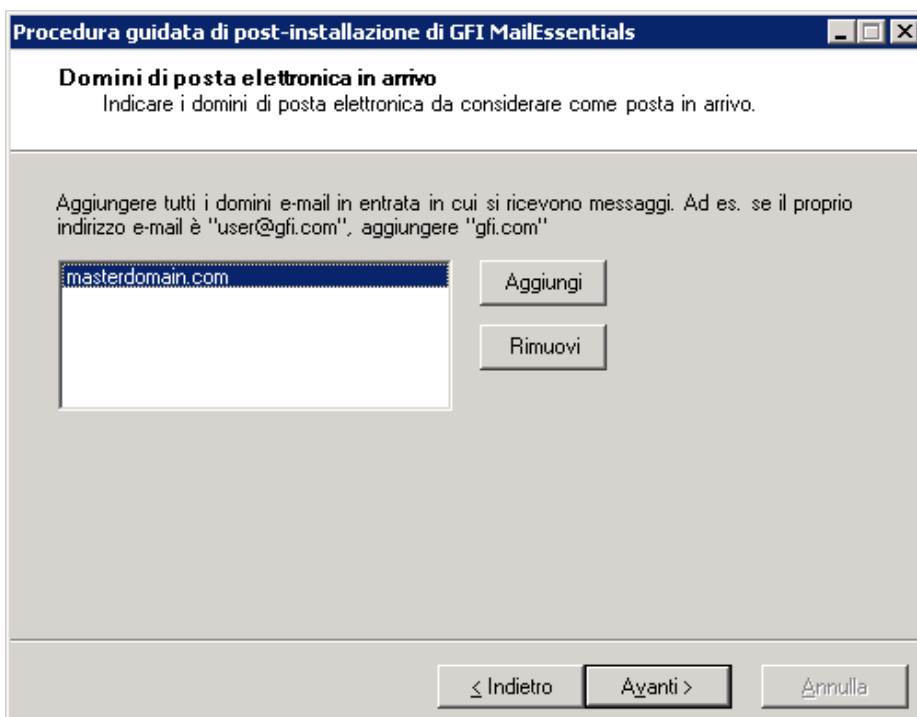 Procedura guidata di post-installazione di GFI MailEssentials
Domini di posta elettronica in arrivo
Indicare i domini di posta elettronica da considerare come posta in arrivo.
Aggiungere tutti i domini e-mail in entrata in cui si ricevono messaggi. Ad es. se il proprio
indirizzo e-mail è "user@gfi.com", aggiungere "gfi.com"
masterdomain.com
Aggiungi
Rimuovi
< Indietro
Avanti >
Annulla